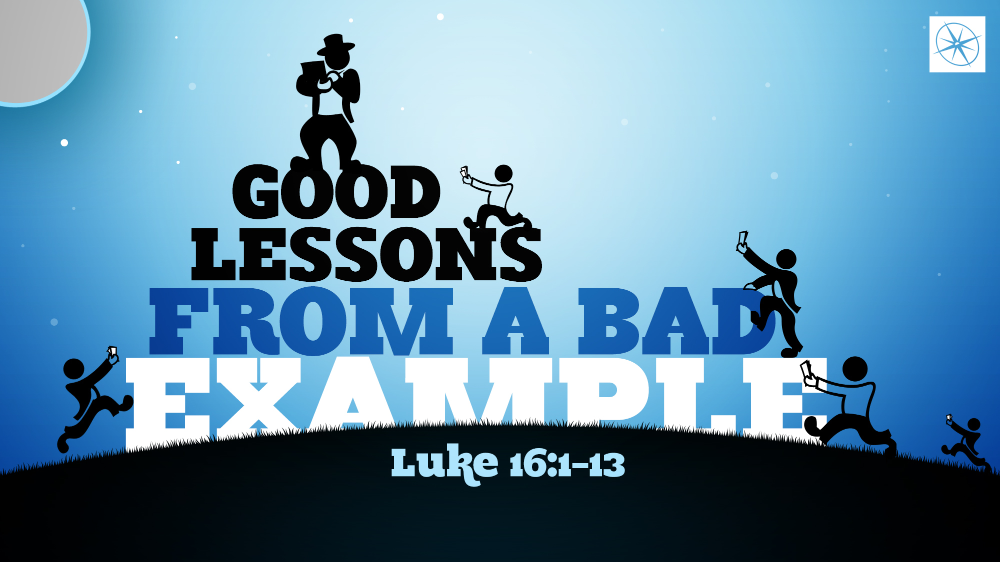 GOOD
LESSONS
FROM A BAD
EXAMPLE
Luke 16:1–13